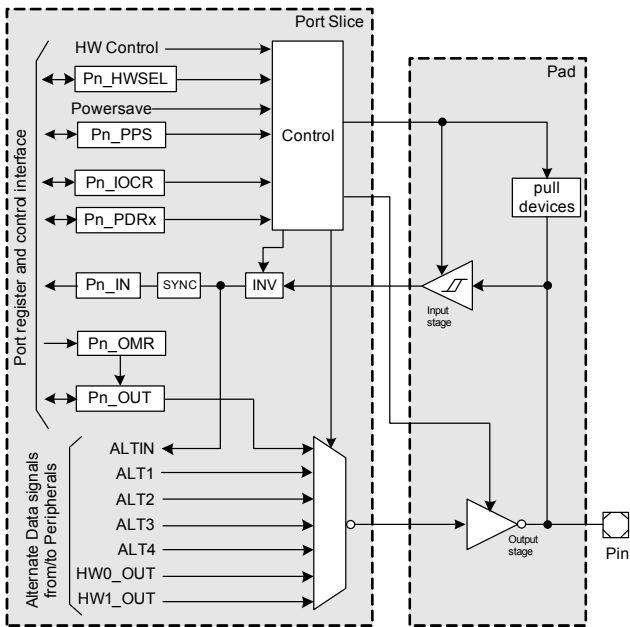 Port Slice
Pad
Port register and control interface
HW Control
Pn_HWSEL
Powersave
Pn_PPS
Control
Pn_IOCR
Pn_PDRx
pull
devices
Pn_IN
SYNC
INV
Input
stage
Pn_OMR
Pn_OUT
Alternate Data signals
from/to Peripherals
ALTIN
ALT1
ALT2
ALT3
ALT4
HW0_OUT
HW1_OUT
Output
stage
Pin